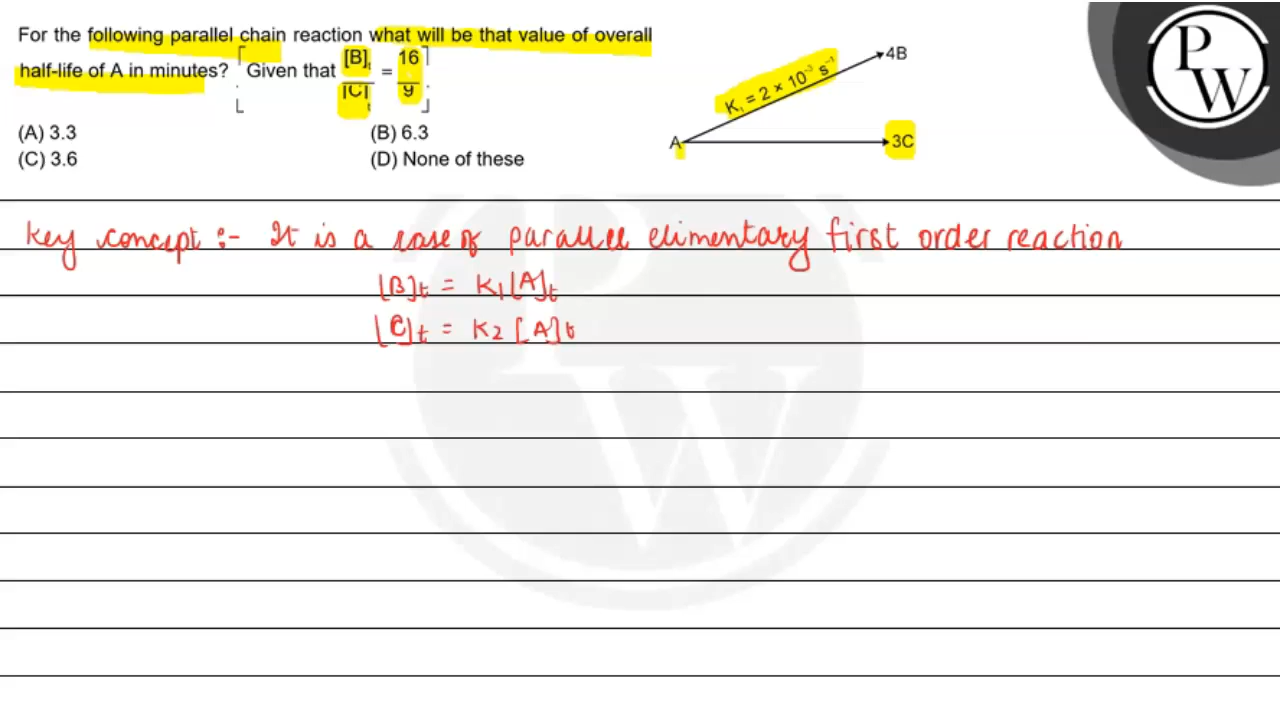 For the following parallel chain reaction what will be that value of overall
half-life of A in minutes? [Given that [B]t / [C]t = 16 / 9]
(A) 3.3 (B) 6.3
(C) 3.6 (D) None of these
K₁ = 2 × 10⁻³ s⁻¹
4B
A
3C
P
W
Key concept :- It is a case of parallel elimentary first order reaction
[B]t = K1 [A]t
[C]t = K2 [A]t
P
W